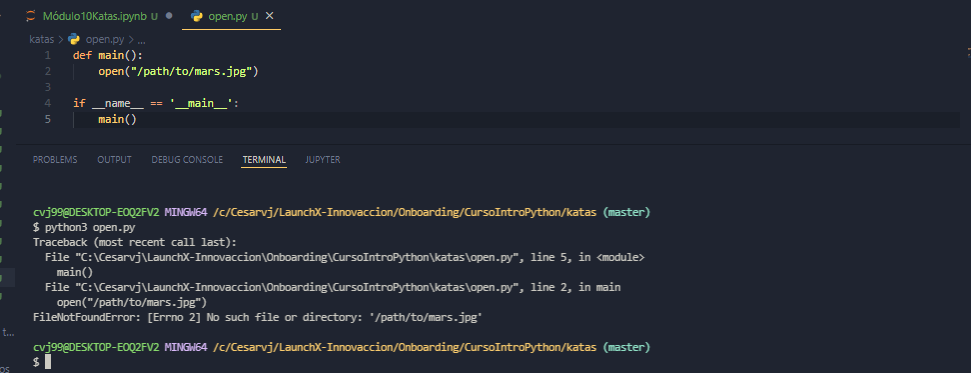 Módulo10Katas.ipynb U
open.py U
katas > open.py > ...
1 def main():
2 open("/path/to/mars.jpg")
3
4 if __name__ == '__main__':
5 main()
PROBLEMS OUTPUT DEBUG CONSOLE TERMINAL JUPYTER
cvj99@DESKTOP-EOQ2FV2 MINGW64 /c/Cesarvj/LaunchX-Innovaccion/Onboarding/CursoIntroPython/katas (master)
$ python3 open.py
Traceback (most recent call last):
File "C:\Cesarvj\LaunchX-Innovaccion\Onboarding\CursoIntroPython\katas\open.py", line 5, in <module>
main()
File "C:\Cesarvj\LaunchX-Innovaccion\Onboarding\CursoIntroPython\katas\open.py", line 2, in main
open("/path/to/mars.jpg")
FileNotFoundError: [Errno 2] No such file or directory: '/path/to/mars.jpg'
cvj99@DESKTOP-EOQ2FV2 MINGW64 /c/Cesarvj/LaunchX-Innovaccion/Onboarding/CursoIntroPython/katas (master)
$